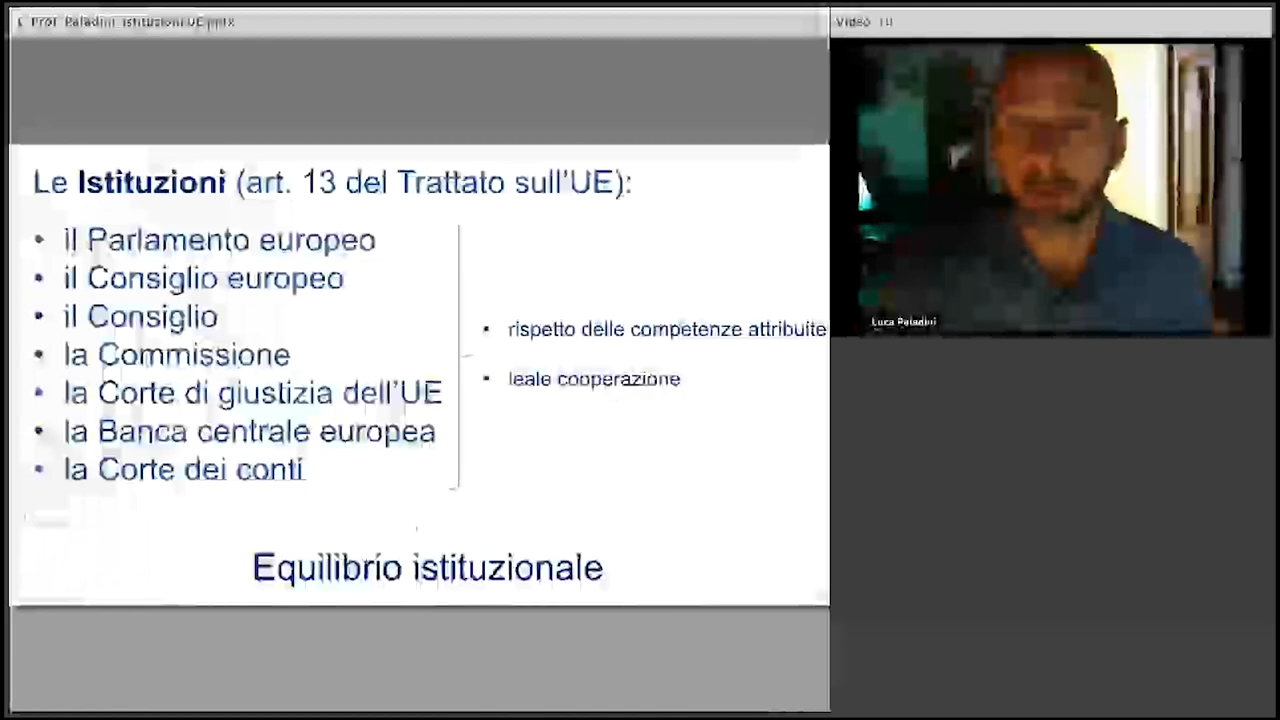 Prof Paladini istituzioni UE.pptx
Video
Le Istituzioni (art. 13 del Trattato sull'UE):
• il Parlamento europeo
• il Consiglio europeo
• il Consiglio
• la Commissione
• la Corte di giustizia dell'UE
• la Banca centrale europea
• la Corte dei conti
• rispetto delle competenze attribuite
• leale cooperazione
Equilibrio istituzionale
Luca Paladini